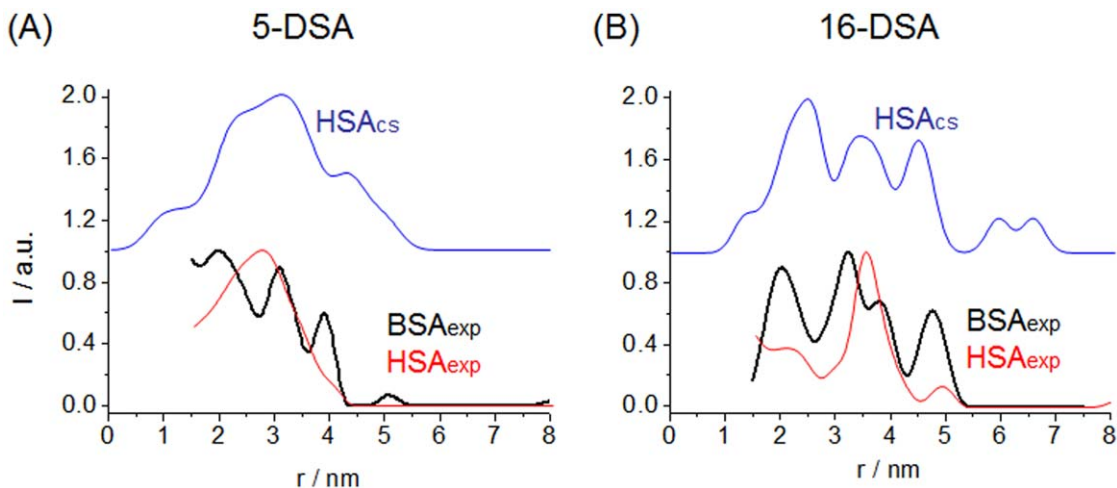 (A) 5-DSA
2.0
1.6
1.2
0.8
0.4
0.0
I / a.u.
HSAcs
BSAexp
HSAexp
0 1 2 3 4 5 6 7 8
r / nm
(B) 16-DSA
2.0
1.6
1.2
0.8
0.4
0.0
HSAcs
BSAexp
HSAexp
0 1 2 3 4 5 6 7 8
r / nm